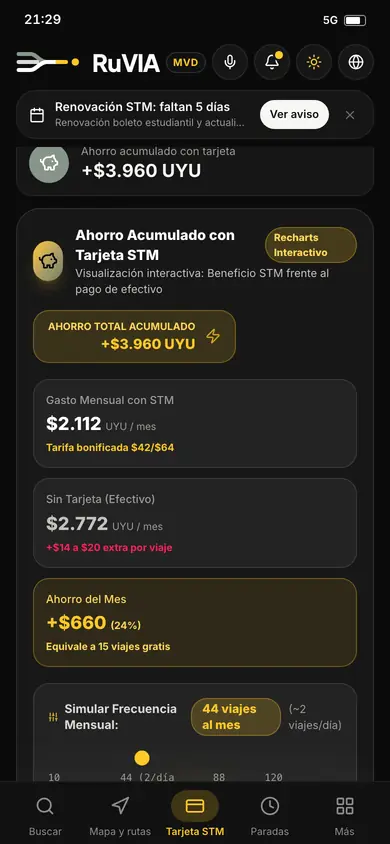 21:29
5G
RuVIA
MVD
Renovación STM: faltan 5 días
Renovación boleto estudiantil y actuali...
Ver aviso
Ahorro acumulado con tarjeta
+$3.960 UYU
Ahorro Acumulado con
Tarjeta STM
Recharts
Interactivo
Visualización interactiva: Beneficio STM frente al
pago de efectivo
AHORRO TOTAL ACUMULADO
+$3.960 UYU
Gasto Mensual con STM
$2.112 UYU / mes
Tarifa bonificada $42/$64
Sin Tarjeta (Efectivo)
$2.772 UYU / mes
+$14 a $20 extra por viaje
Ahorro del Mes
+$660 (24%)
Equivale a 15 viajes gratis
Simular Frecuencia
Mensual:
44 viajes
al mes
(~2
viajes/día)
10
44 (2/día
88
120
Buscar
Mapa y rutas
Tarjeta STM
Paradas
Más